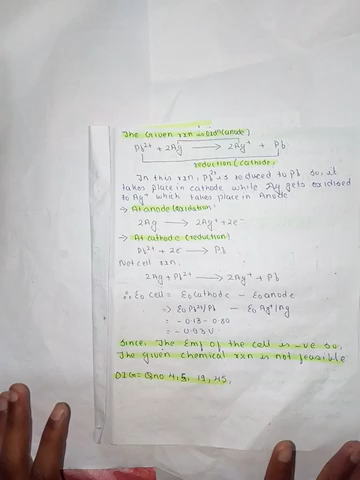 The Given rxn is oxdⁿ(anode)
Pb²⁺ + 2Ag → 2Ag⁺ + Pb
reduction (cathode)
In this rxn, Pb²⁺ is reduced to Pb so, it
takes place in cathode while Ag gets oxidised
to Ag⁺ which takes place in Anode
→ At anode (oxidation)
2Ag → 2Ag⁺ + 2e⁻
→ At cathode (reduction)
Pb²⁺ + 2e⁻ → Pb
Net cell rxn.
2Ag + Pb²⁺ → 2Ag⁺ + Pb
∴ E₀ cell = E₀ cathode − E₀ anode
⇒ E₀ Pb²⁺/Pb − E₀ Ag⁺/Ag
= −0.13 − 0.80
= −0.93V
Since, The Emf of the cell is -ve so,
The given chemical rxn is not feasible
DIG= Qno 4, 5, 19, 45,